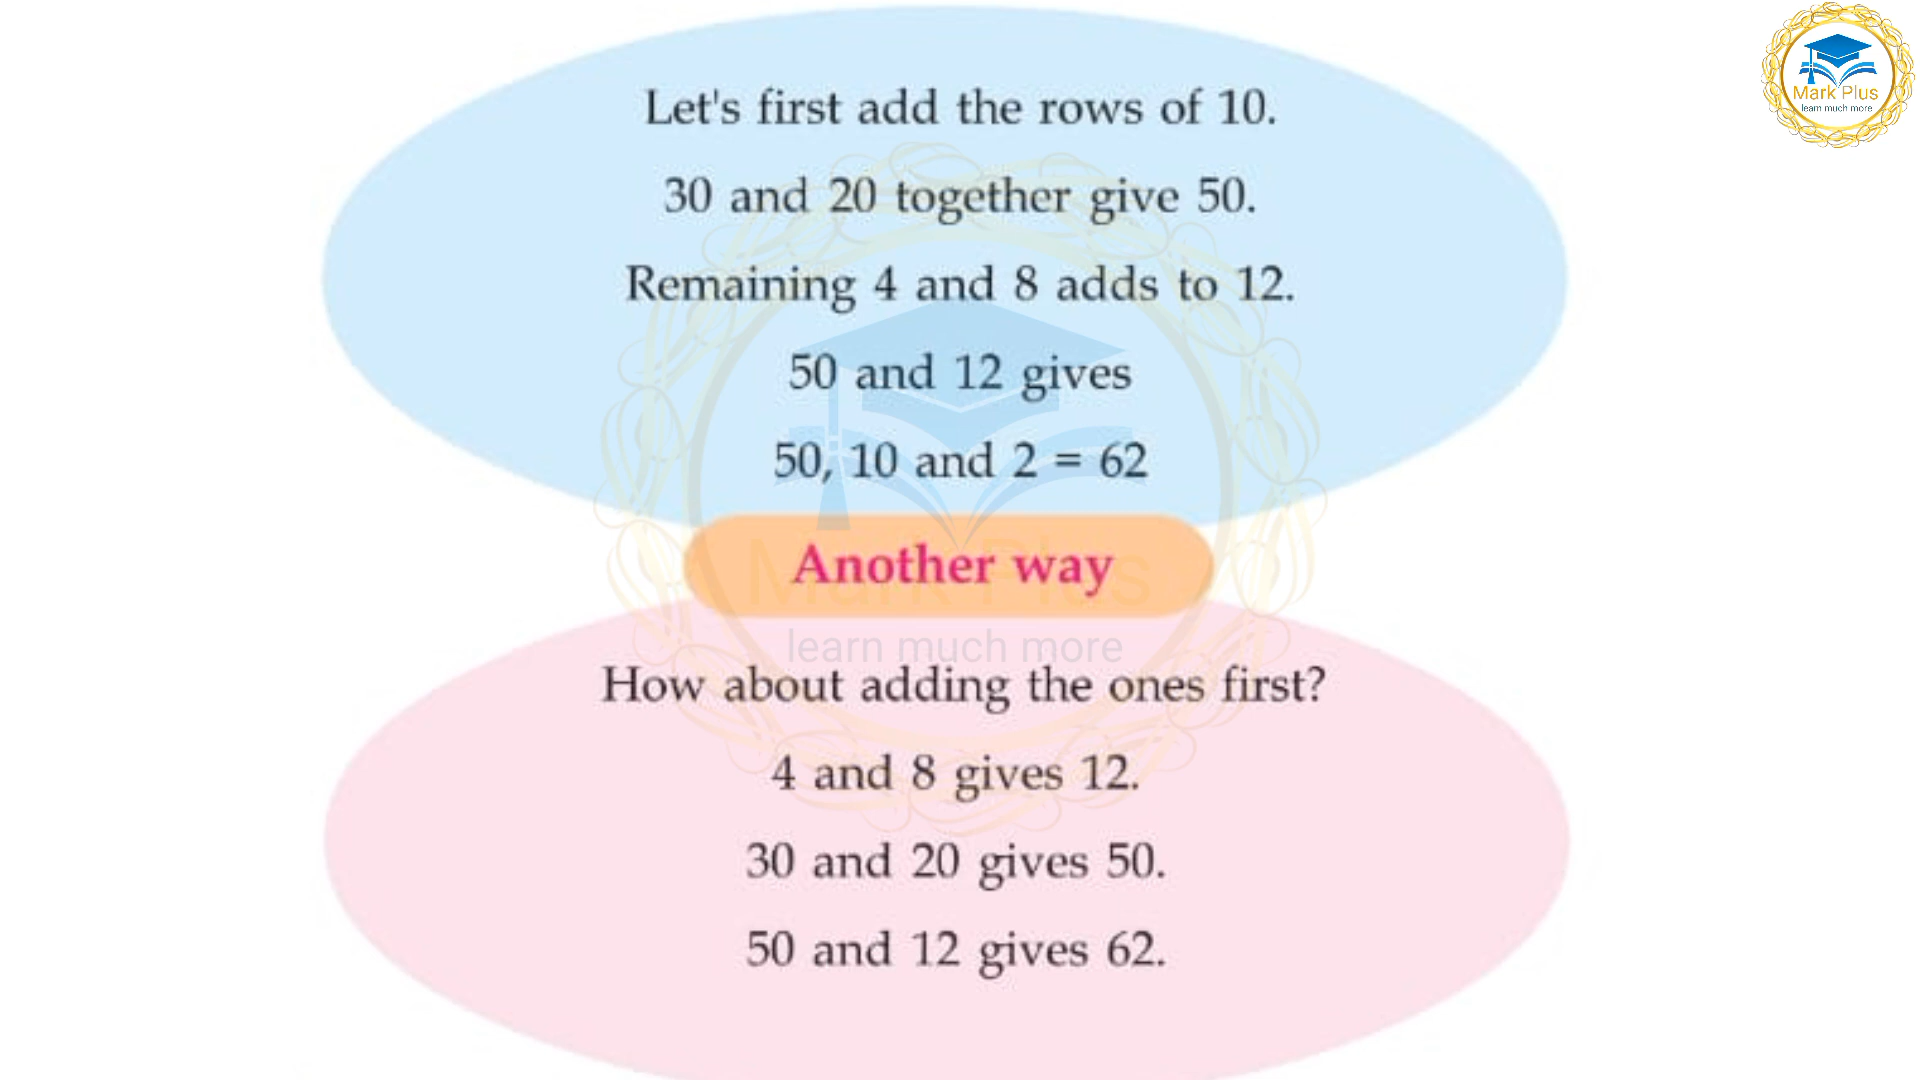 Mark Plus
learn much more
Let's first add the rows of 10.
30 and 20 together give 50.
Remaining 4 and 8 adds to 12.
50 and 12 gives
50, 10 and 2 = 62
Another way
Mark Plus
learn much more
How about adding the ones first?
4 and 8 gives 12.
30 and 20 gives 50.
50 and 12 gives 62.